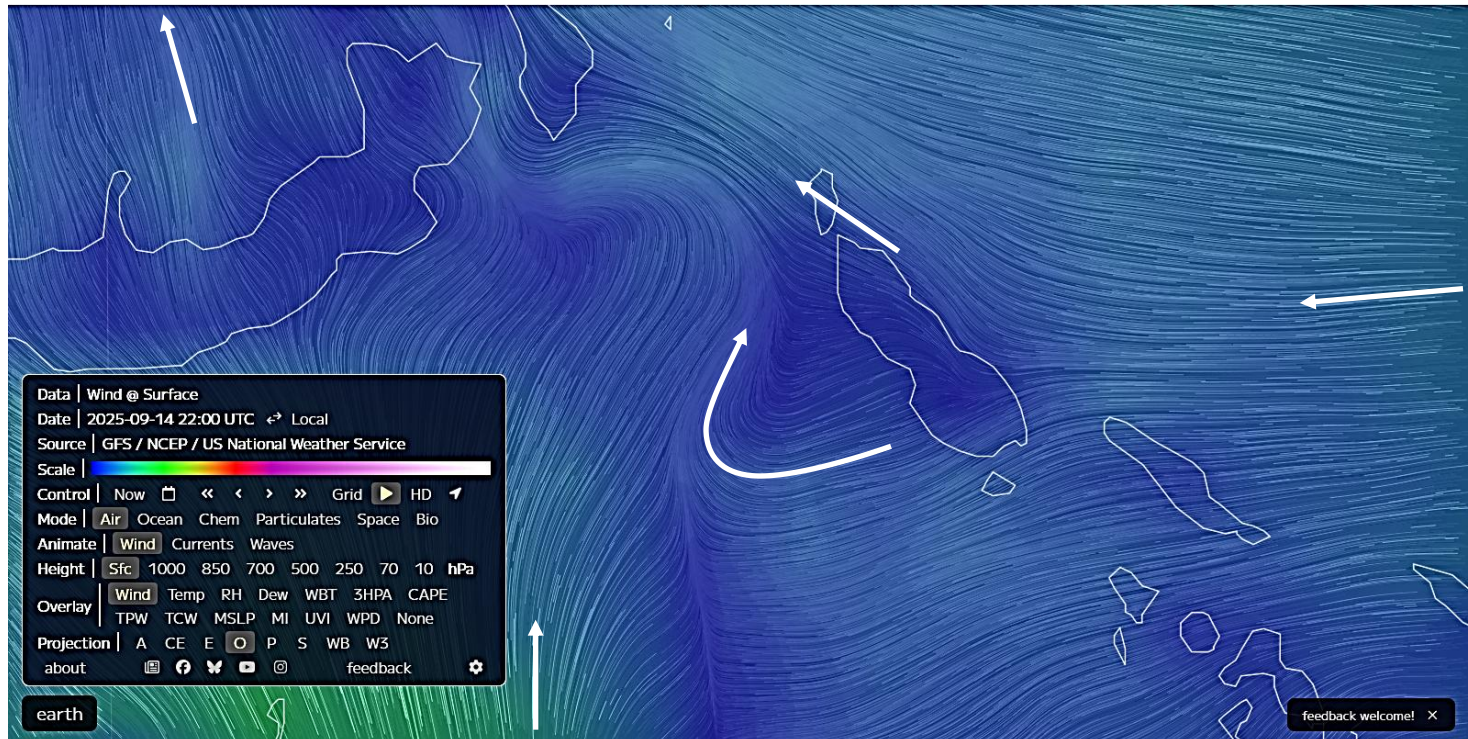 Data | Wind @ Surface
Date | 2025-09-14 22:00 UTC ⇄ Local
Source | GFS / NCEP / US National Weather Service
Scale |
Control | Now « ‹ › » Grid HD
Mode | Air Ocean Chem Particulates Space Bio
Animate | Wind Currents Waves
Height | Sfc 1000 850 700 500 250 70 10 hPa
Overlay | Wind Temp RH Dew WBT 3HPA CAPE
TPW TCW MSLP MI UVI WPD None
Projection | A CE E O P S WB W3
about feedback
earth
feedback welcome! ×